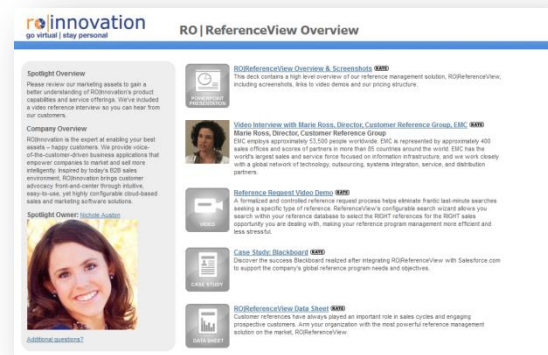 ro|innovation
go virtual | stay personal
RO|ReferenceView Overview
Spotlight Overview
Please review our marketing assets to gain a
better understanding of RO|Innovation's product
capabilities and service offerings. We've included
a video reference interview so you can hear from
our customers.
Company Overview
RO|Innovation is the expert at enabling your best
assets – happy customers. We provide voice-
of-the-customer-driven business applications that
empower companies to market and sell more
intelligently. Inspired by today's B2B sales
environment, RO|Innovation brings customer
advocacy front-and-center through intuitive,
easy-to-use, yet highly configurable cloud-based
sales and marketing software solutions.
Spotlight Owner: Nichole Auston
Additional questions?
POWERPOINT
PRESENTATION
RO|ReferenceView Overview & Screenshots RATE
This deck contains a high level overview of our reference management solution, RO|ReferenceView,
including screenshots, links to video demos and our pricing structure.
Video Interview with Marie Ross, Director, Customer Reference Group, EMC RATE
Marie Ross, Director, Customer Reference Group
EMC employs approximately 53,500 people worldwide. EMC is represented by approximately 400
sales offices and scores of partners in more than 85 countries around the world. EMC has the
world's largest sales and service force focused on information infrastructure, and we work closely
with a global network of technology, outsourcing, systems integration, service, and distribution
partners.
VIDEO
Reference Request Video Demo RATE
A formalized and controlled reference request process helps eliminate frantic last-minute searches
seeking a specific type of reference. ReferenceView's configurable search wizard allows you
search within your reference database to select the RIGHT references for the RIGHT sales
opportunity you are dealing with, making your reference program management more efficient and
less stressful.
CASE STUDY
Case Study: Blackboard RATE
Discover the success Blackboard realized after integrating RO|ReferenceView with Salesforce.com
to support the company's global reference program needs and objectives.
DATA SHEET
RO|ReferenceView Data Sheet RATE
Customer references have always played an important role in sales cycles and engaging
prospective customers. Arm your organization with the most powerful reference management
solution on the market, RO|ReferenceView.